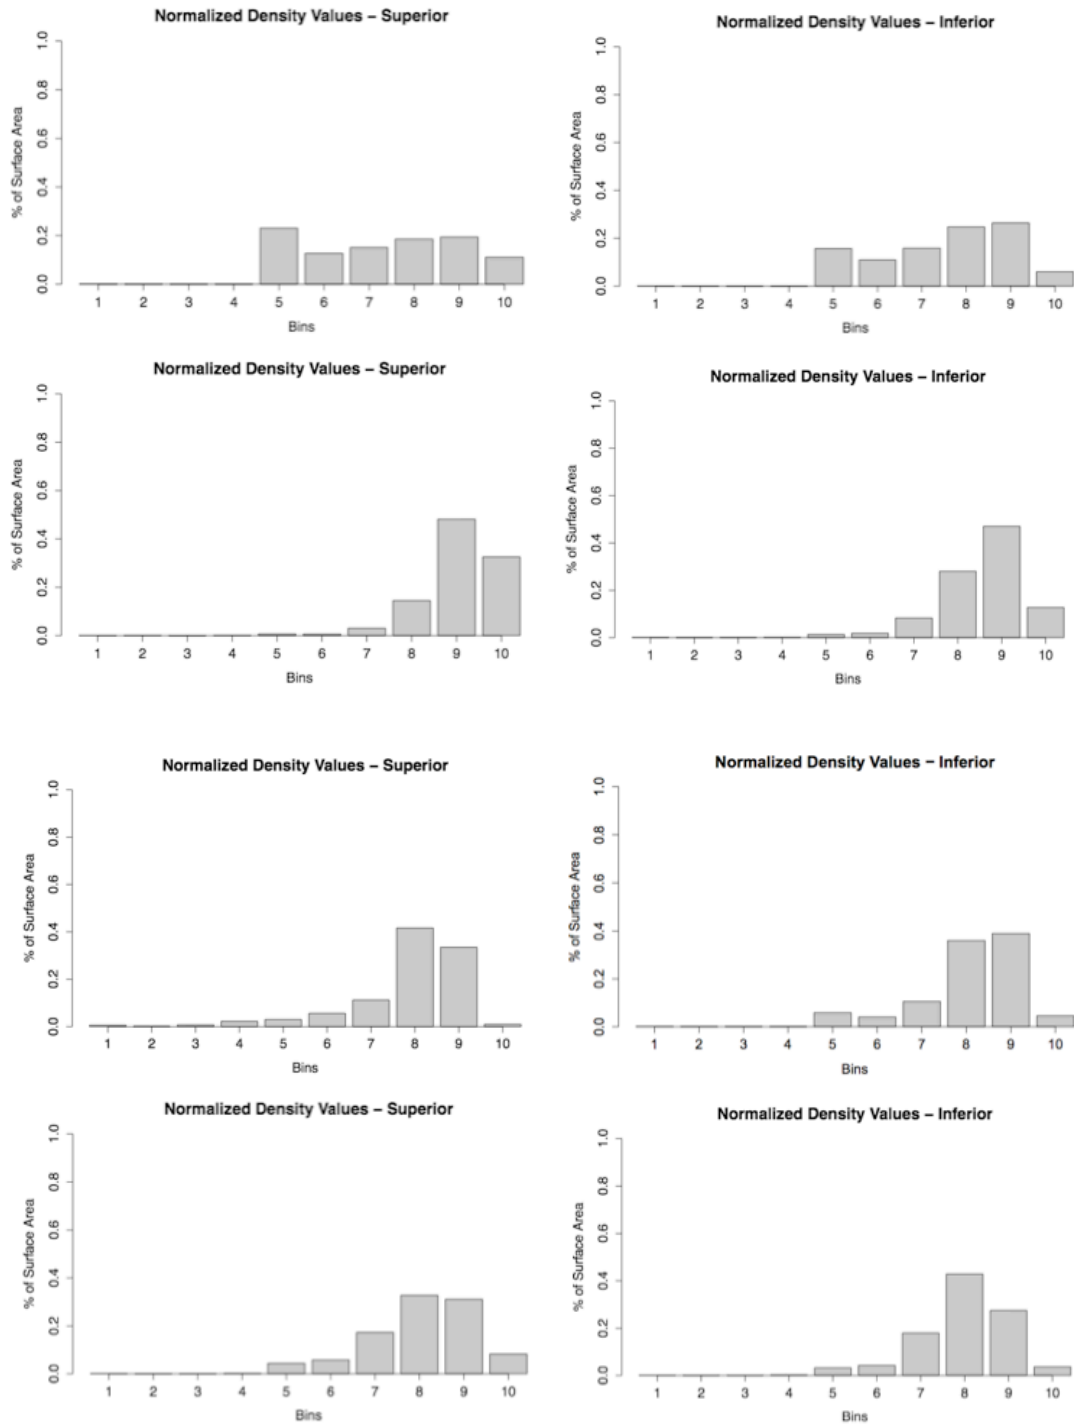 Normalized Density Values – Superior
% of Surface Area
0.0 0.2 0.4 0.6 0.8 1.0
1 2 3 4 5 6 7 8 9 10
Bins
Normalized Density Values – Inferior
% of Surface Area
0.0 0.2 0.4 0.6 0.8 1.0
1 2 3 4 5 6 7 8 9 10
Bins
Normalized Density Values – Superior
% of Surface Area
0.0 0.2 0.4 0.6 0.8 1.0
1 2 3 4 5 6 7 8 9 10
Bins
Normalized Density Values – Inferior
% of Surface Area
0.0 0.2 0.4 0.6 0.8 1.0
1 2 3 4 5 6 7 8 9 10
Bins
Normalized Density Values – Superior
% of Surface Area
0.0 0.2 0.4 0.6 0.8 1.0
1 2 3 4 5 6 7 8 9 10
Bins
Normalized Density Values – Inferior
% of Surface Area
0.0 0.2 0.4 0.6 0.8 1.0
1 2 3 4 5 6 7 8 9 10
Bins
Normalized Density Values – Superior
% of Surface Area
0.0 0.2 0.4 0.6 0.8 1.0
1 2 3 4 5 6 7 8 9 10
Bins
Normalized Density Values – Inferior
% of Surface Area
0.0 0.2 0.4 0.6 0.8 1.0
1 2 3 4 5 6 7 8 9 10
Bins